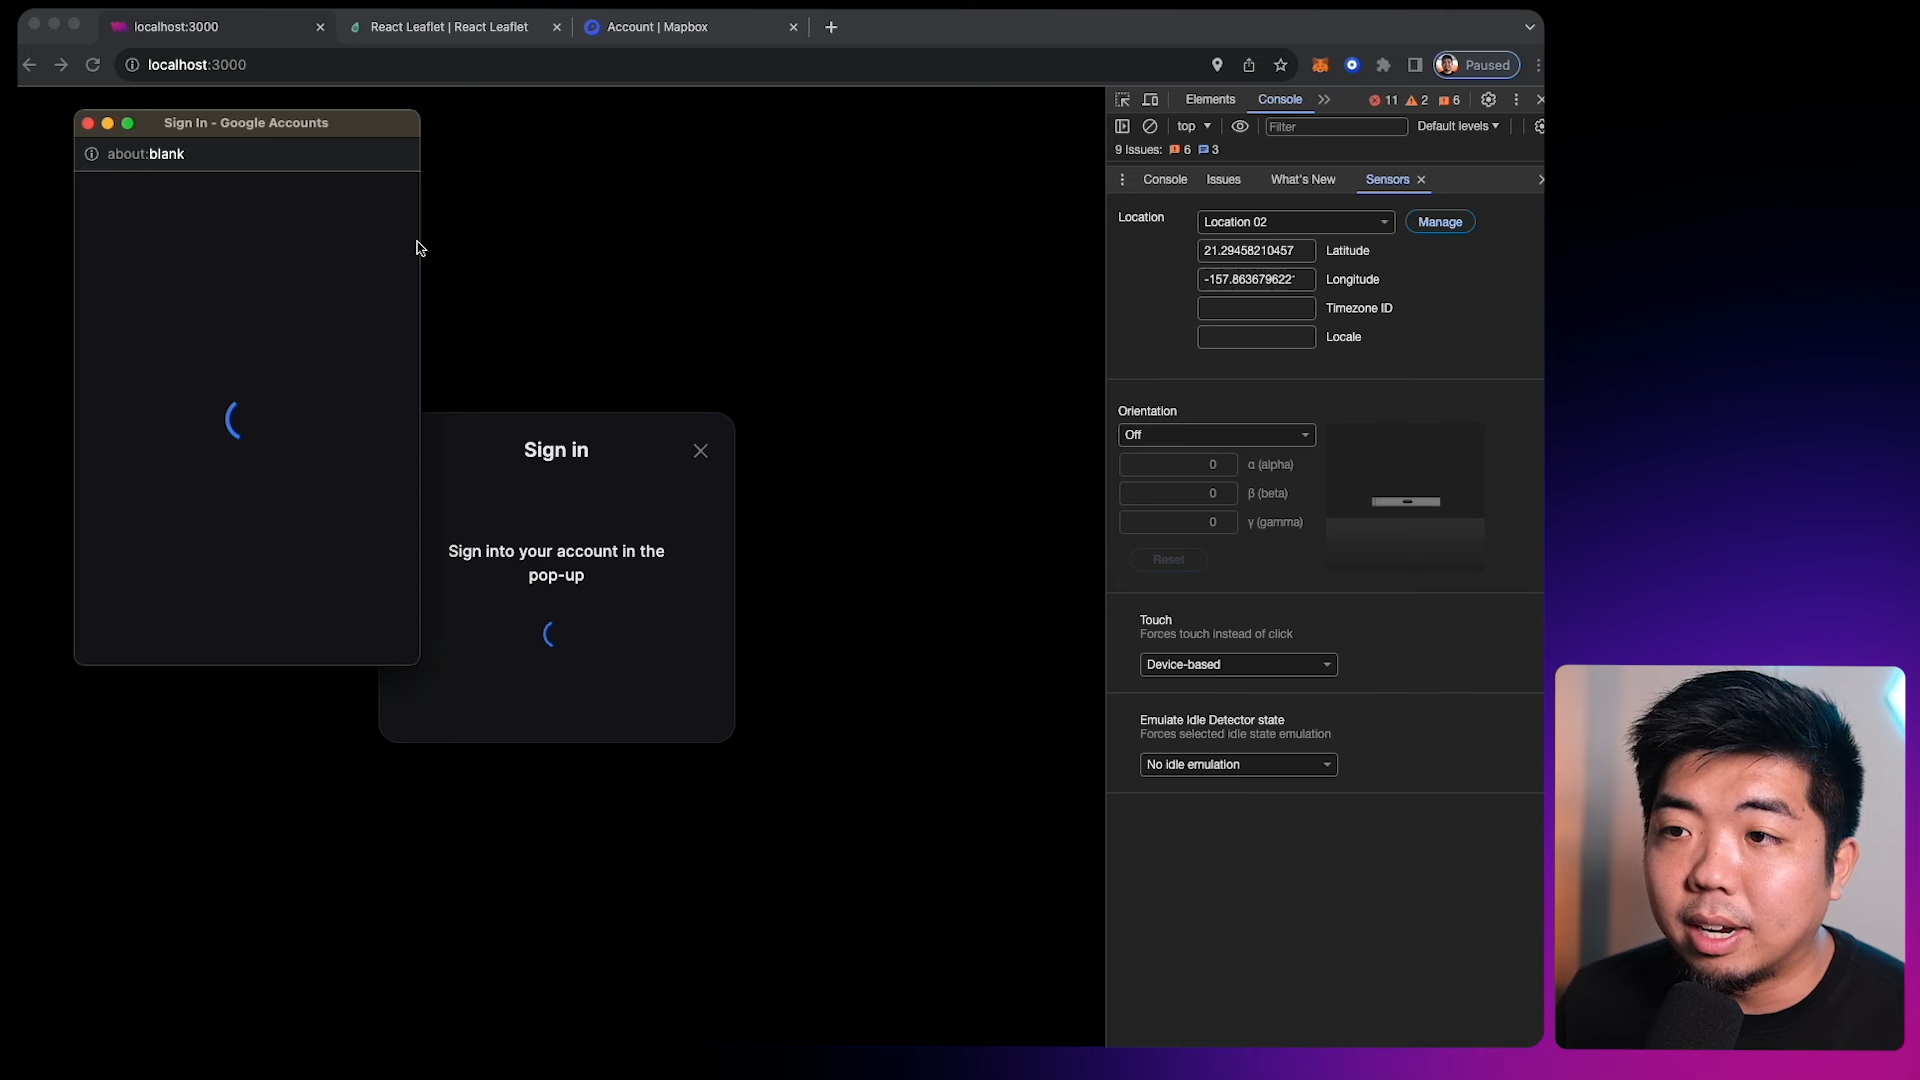 localhost:3000
React Leaflet | React Leaflet
Account | Mapbox
localhost:3000
Paused
Sign In - Google Accounts
about:blank
Sign in
Sign into your account in the
pop-up
Elements
Console
11
2
6
top
Filter
Default levels
9 Issues:
6
3
Console
Issues
What's New
Sensors
Location
Location 02
Manage
21.29458210457
Latitude
-157.863679622
Longitude
Timezone ID
Locale
Orientation
Off
0
α (alpha)
0
β (beta)
0
γ (gamma)
Reset
Touch
Forces touch instead of click
Device-based
Emulate Idle Detector state
Forces selected idle state emulation
No idle emulation